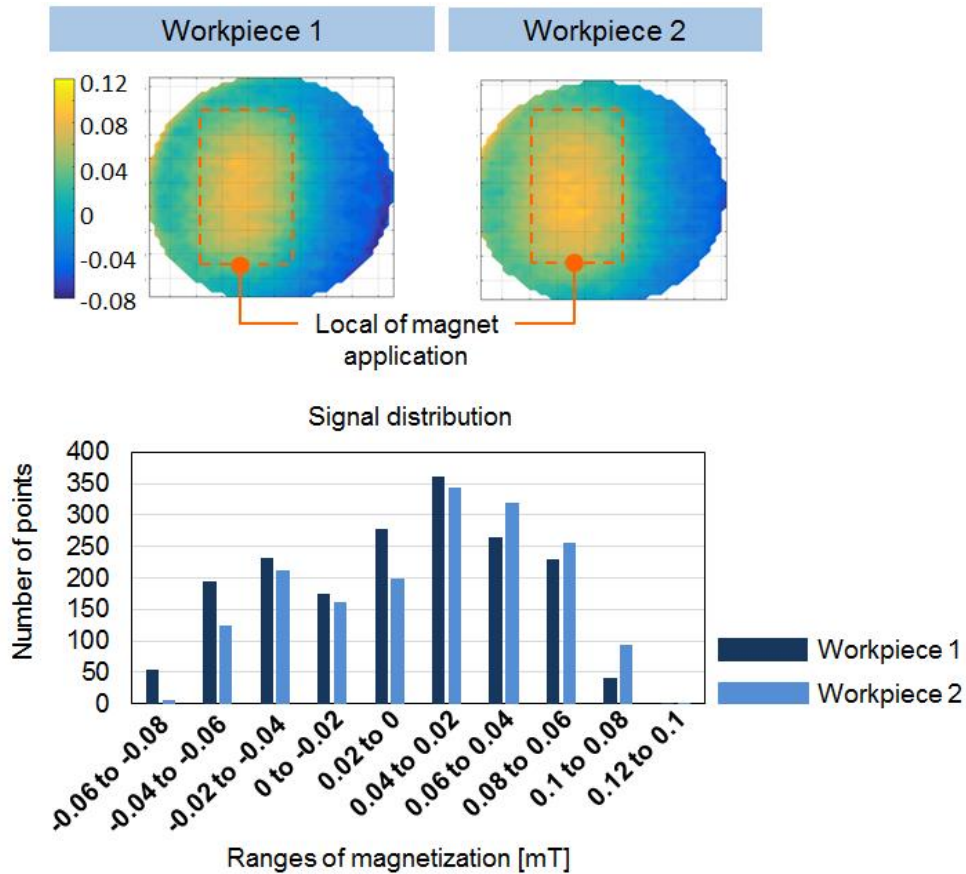 Workpiece 1
Workpiece 2
0.12
0.08
0.04
0
-0.04
-0.08
Local of magnet
application
Signal distribution
400
350
300
250
200
150
100
50
0
Number of points
-0.06 to -0.08
-0.04 to -0.06
-0.02 to -0.04
0 to -0.02
0.02 to 0
0.04 to 0.02
0.06 to 0.04
0.08 to 0.06
0.1 to 0.08
0.12 to 0.1
Ranges of magnetization [mT]
Workpiece 1
Workpiece 2